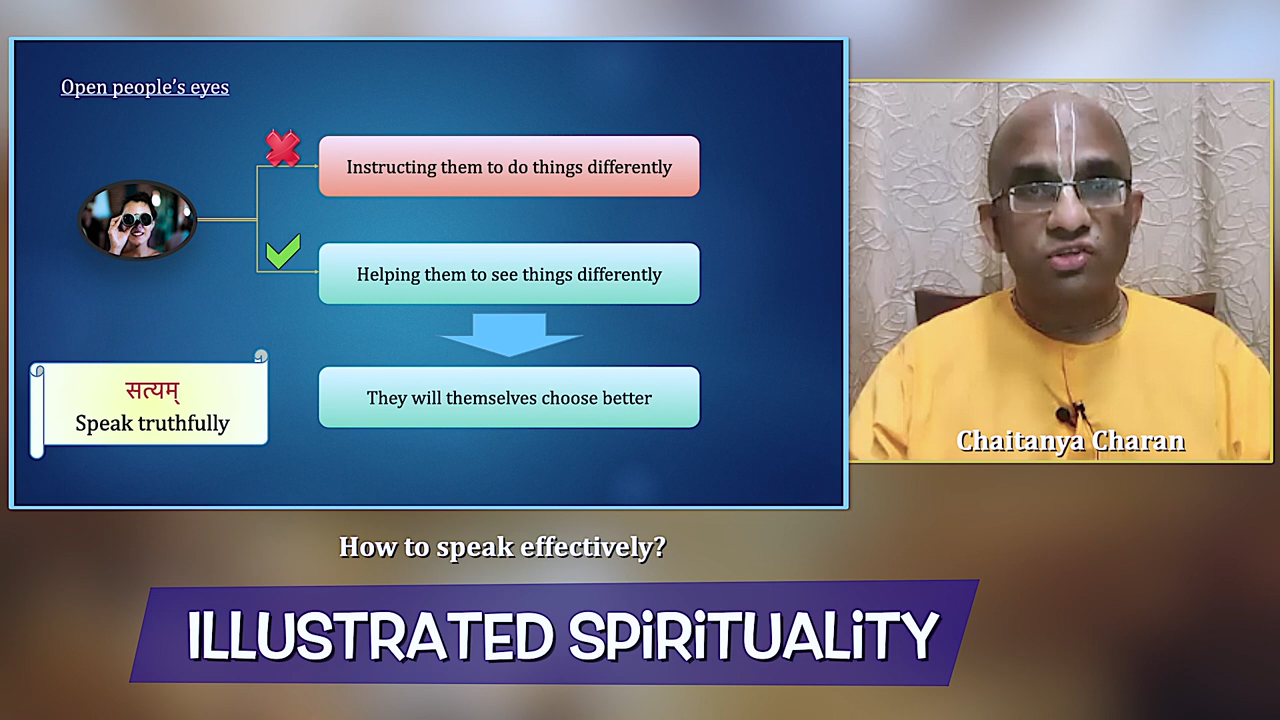 Open people’s eyes
Instructing them to do things differently
Helping them to see things differently
They will themselves choose better
सत्यम्
Speak truthfully
Chaitanya Charan
How to speak effectively?
ILLUSTRATED SPiRiTUALiTY